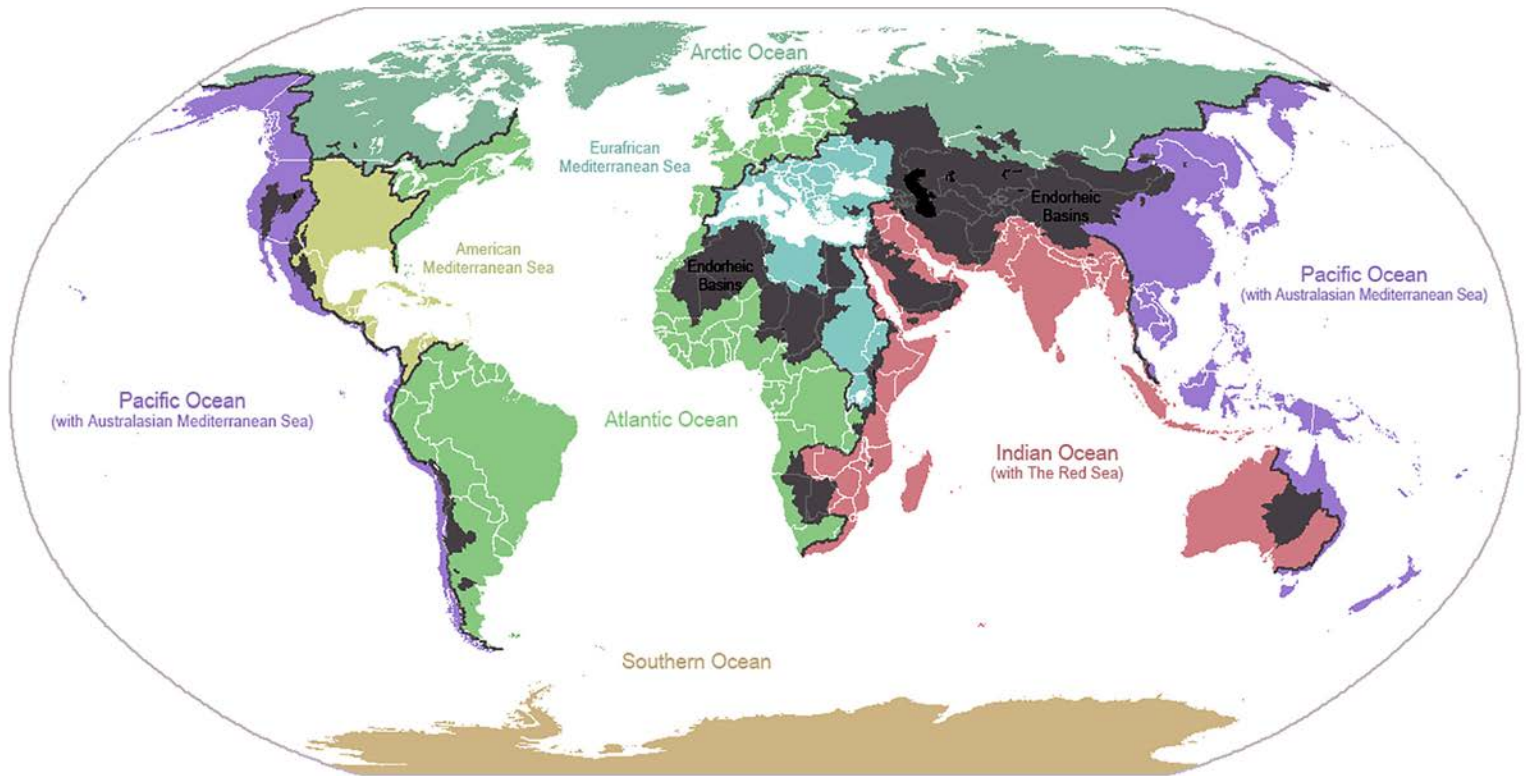 Arctic Ocean
Eurafrican
Mediterranean Sea
Endorheic
Basins
American
Mediterranean Sea
Endorheic
Basins
Pacific Ocean
(with Australasian Mediterranean Sea)
Pacific Ocean
(with Australasian Mediterranean Sea)
Atlantic Ocean
Indian Ocean
(with The Red Sea)
Southern Ocean